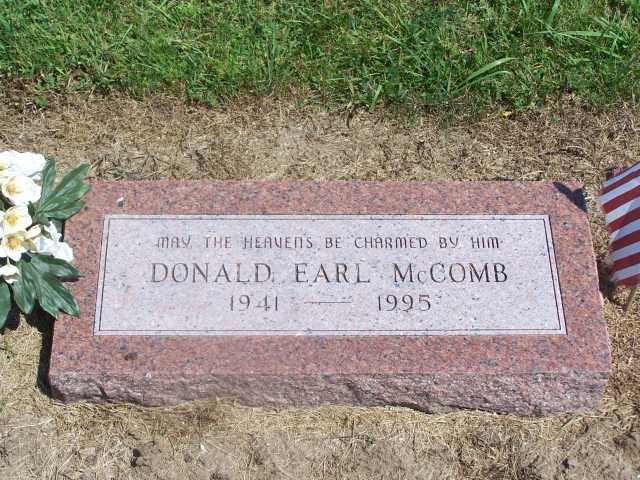 MAY THE HEAVENS BE CHARMED BY HIM
DONALD EARL McCOMB
1941 — 1995